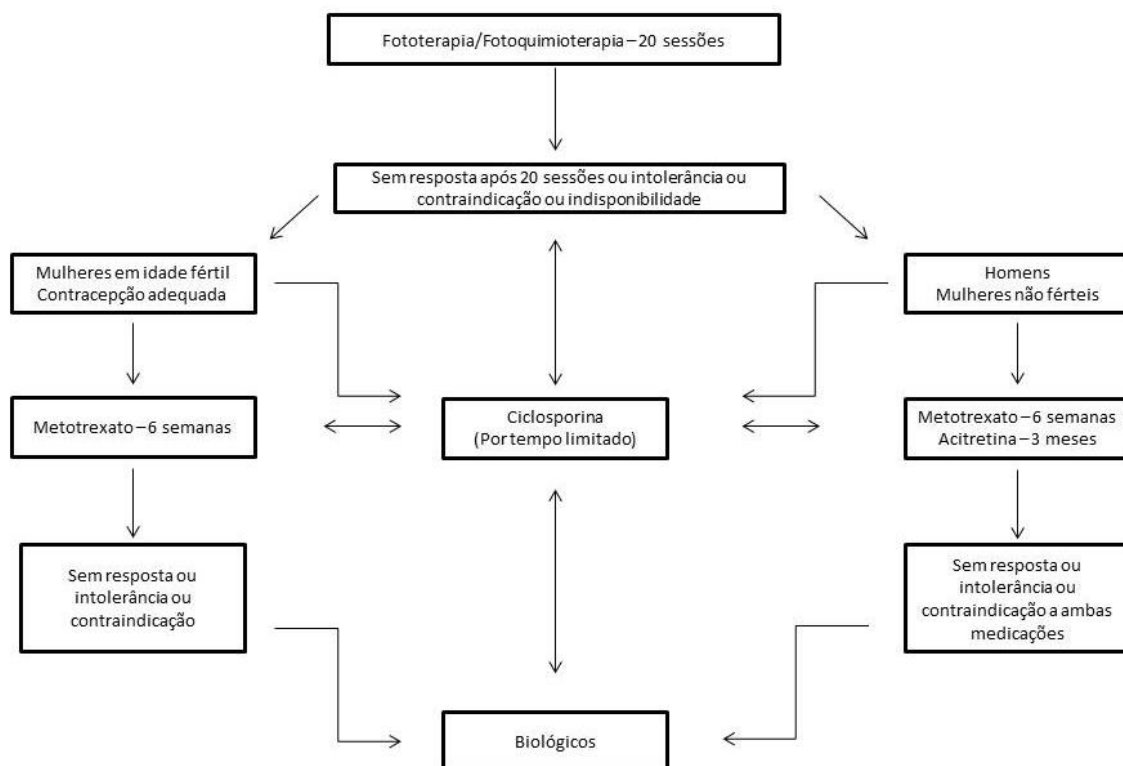 Fototerapia/Fotoquimioterapia – 20 sessões
Sem resposta após 20 sessões ou intolerância ou
contraindicação ou indisponibilidade
Mulheres em idade fértil
Contracepção adequada
Homens
Mulheres não férteis
Metotrexato – 6 semanas
Ciclosporina
(Por tempo limitado)
Metotrexato – 6 semanas
Acitretina – 3 meses
Sem resposta ou
intolerância ou
contraindicação
Sem resposta ou
intolerância ou
contraindicação a ambas
medicações
Biológicos